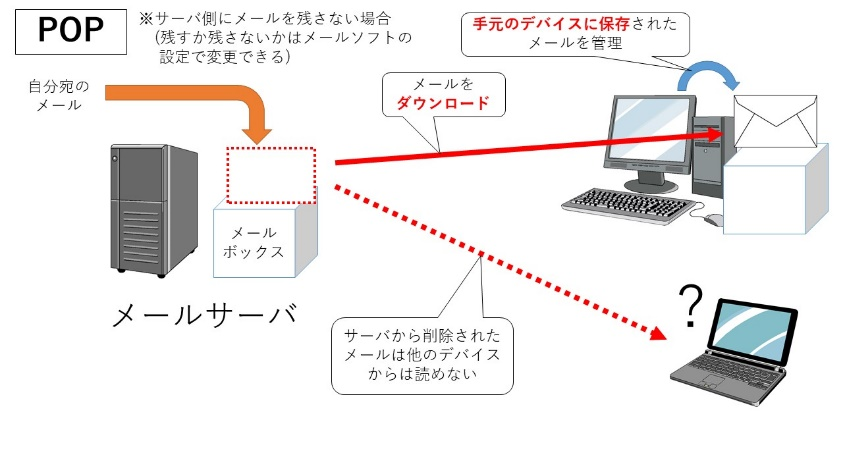 POP
※サーバ側にメールを残さない場合
(残すか残さないかはメールソフトの
設定で変更できる)
手元のデバイスに保存された
メールを管理
自分宛の
メール
メールを
ダウンロード
メール
ボックス
メールサーバ
?
サーバから削除された
メールは他のデバイス
からは読めない